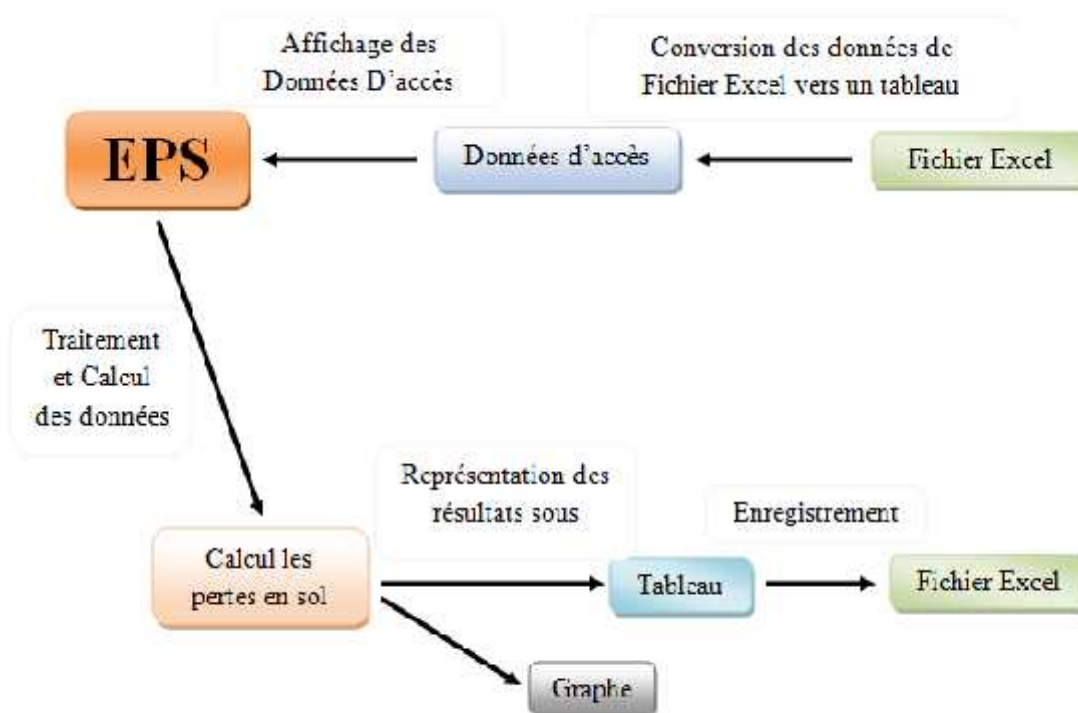 Affichage des
Données D'accès
Conversion des données de
Fichier Excel vers un tableau
EPS
Données d'accès
Fichier Excel
Traitement
et Calcul
des données
Représentation des
résultats sous
Enregistrement
Calcul les
pertes en sol
Tableau
Fichier Excel
Graphe